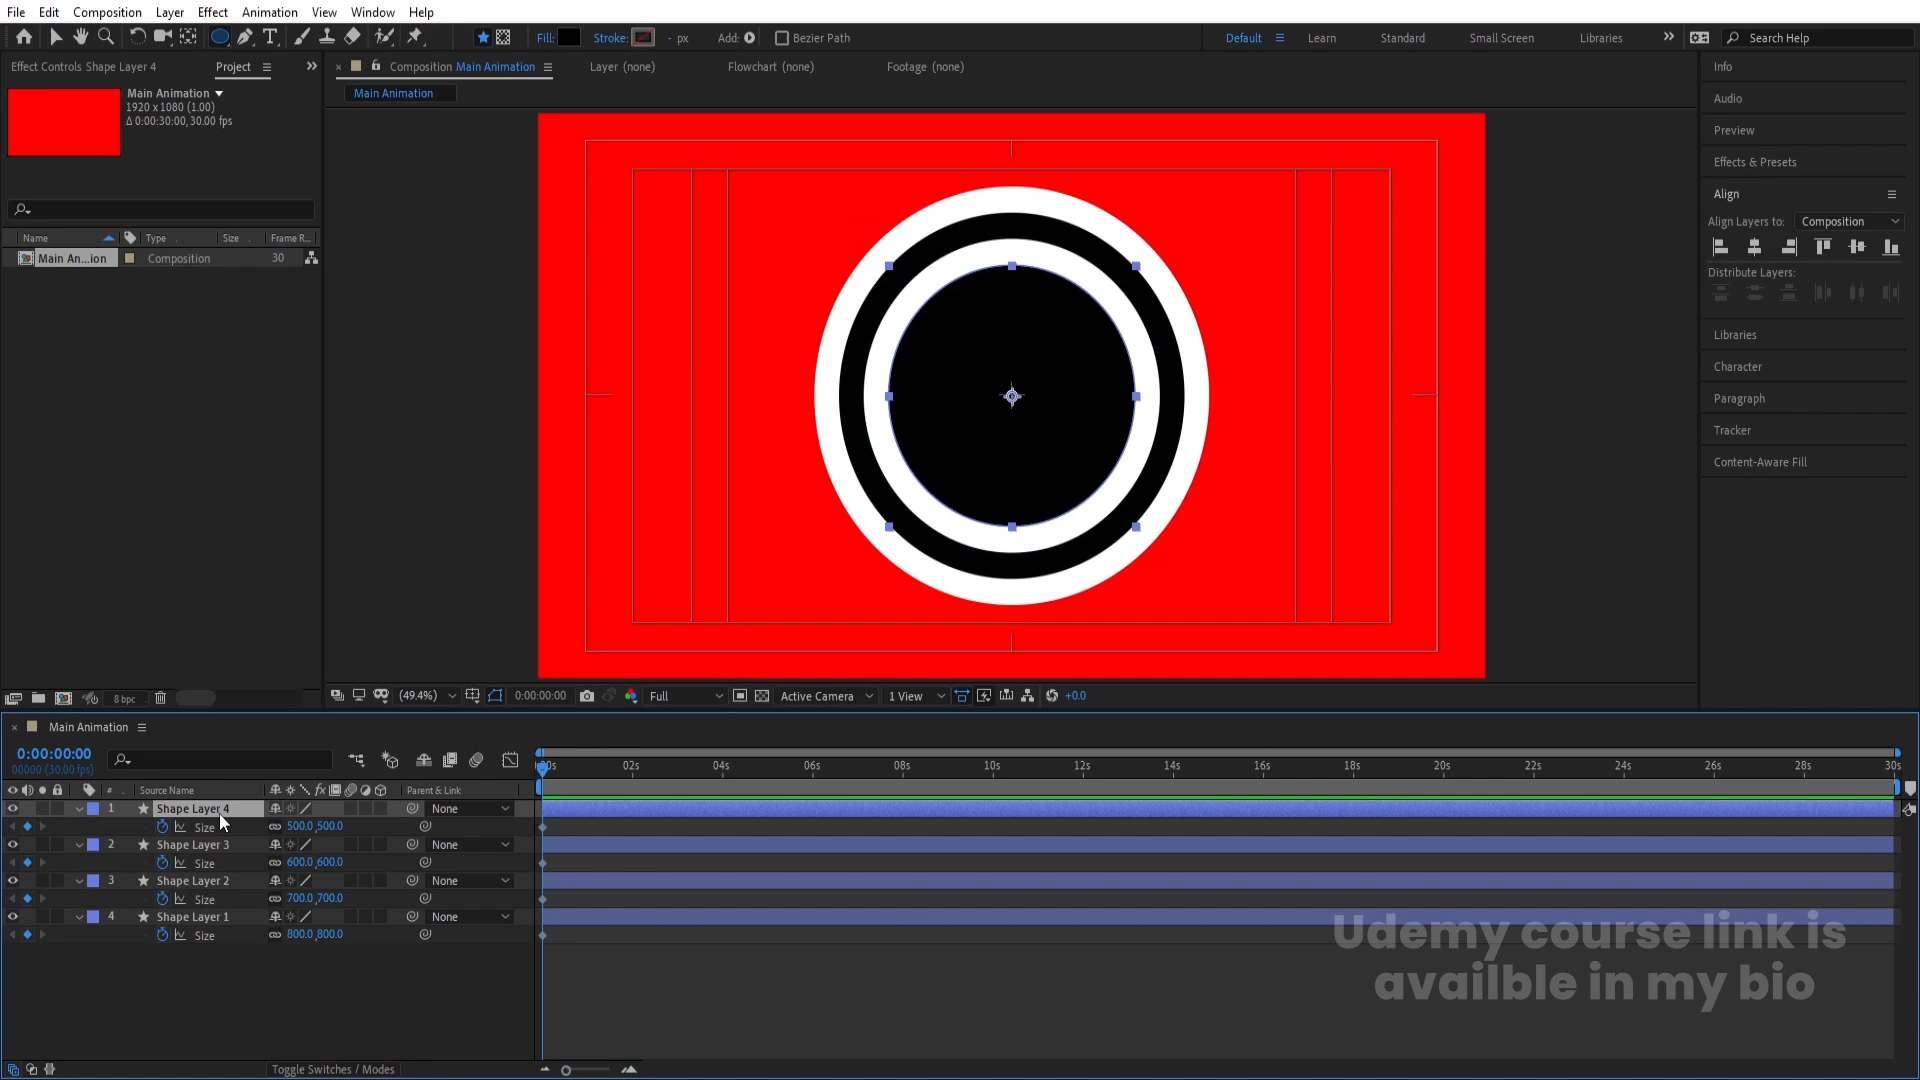 File Edit Composition Layer Effect Animation View Window Help
Fill: Stroke: - px Add: Bezier Path Default Learn Standard Small Screen Libraries Search Help
Effect Controls Shape Layer 4 Project Composition Main Animation Layer (none) Flowchart (none) Footage (none)
Main Animation
Main Animation
1920 x 1080 (1.00)
Δ 0:00:30:00, 30.00 fps
Name Type Size Frame R...
Main An...ion Composition 30
Info
Audio
Preview
Effects & Presets
Align
Align Layers to: Composition
Distribute Layers:
Libraries
Character
Paragraph
Tracker
Content-Aware Fill
8 bpc (49.4%) 0:00:00:00 Full Active Camera 1 View +0.0
Main Animation
0:00:00:00
00000 (30.00 fps)
00s 02s 04s 06s 08s 10s 12s 14s 16s 18s 20s 22s 24s 26s 28s 30s
# Source Name fx Parent & Link
1 Shape Layer 4 None
Size 500.0,500.0
2 Shape Layer 3 None
Size 600.0,600.0
3 Shape Layer 2 None
Size 700.0,700.0
4 Shape Layer 1 None
Size 800.0,800.0
Udemy course link is
availble in my bio
Toggle Switches / Modes